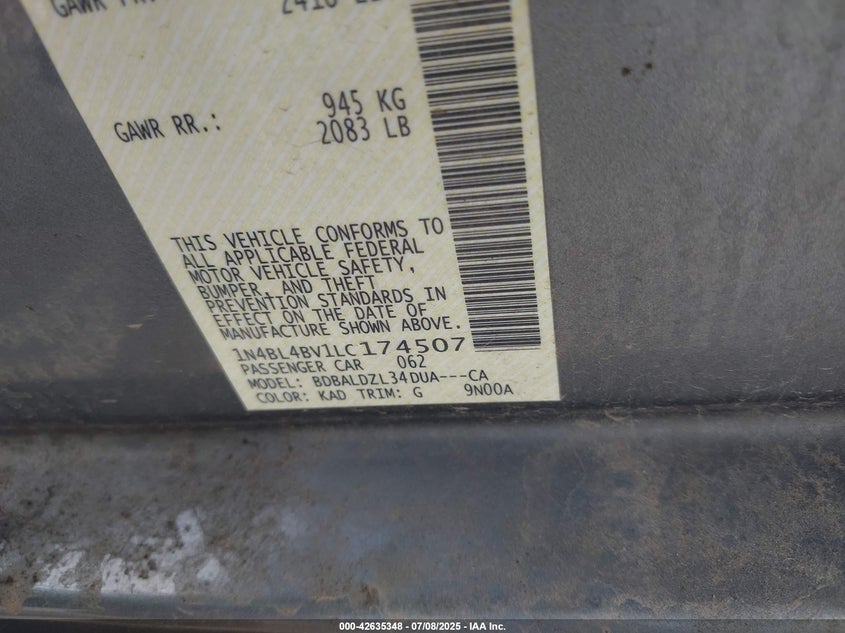 GAWR
GAWR RR.: 945 KG
2083 LB
THIS VEHICLE CONFORMS TO
ALL APPLICABLE FEDERAL
MOTOR VEHICLE SAFETY,
BUMPER, AND THEFT
PREVENTION STANDARDS IN
EFFECT ON THE DATE OF
MANUFACTURE SHOWN ABOVE.
1N4BL4BV1LC174507
PASSENGER CAR 062
MODEL: BDBALDZL34DUA---CA
COLOR: KAD TRIM: G 9N00A
000-42635348 - 07/08/2025 - IAA Inc.